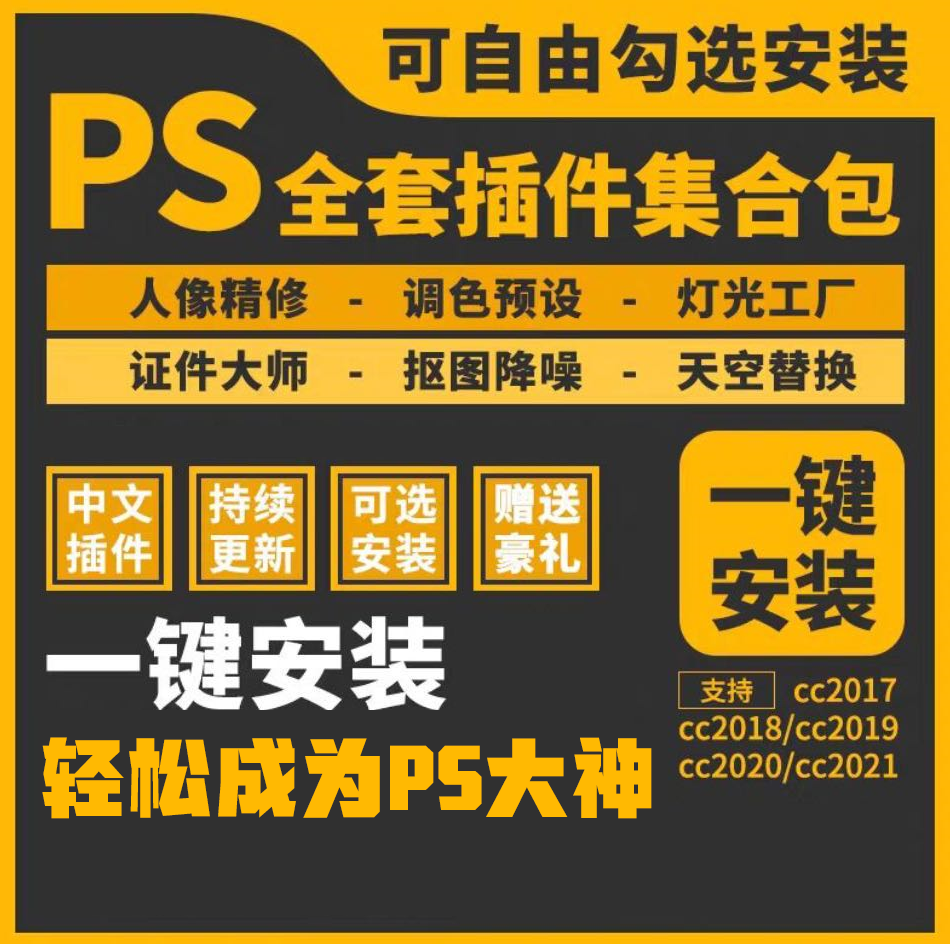 可自由勾选安装
PS全套插件集合包
人像精修 - 调色预设 - 灯光工厂
证件大师 - 抠图降噪 - 天空替换
中文
插件
持续
更新
可选
安装
赠送
豪礼
一键
安装
一键安装
轻松成为PS大神
支持 cc2017
cc2018/cc2019
cc2020/cc2021